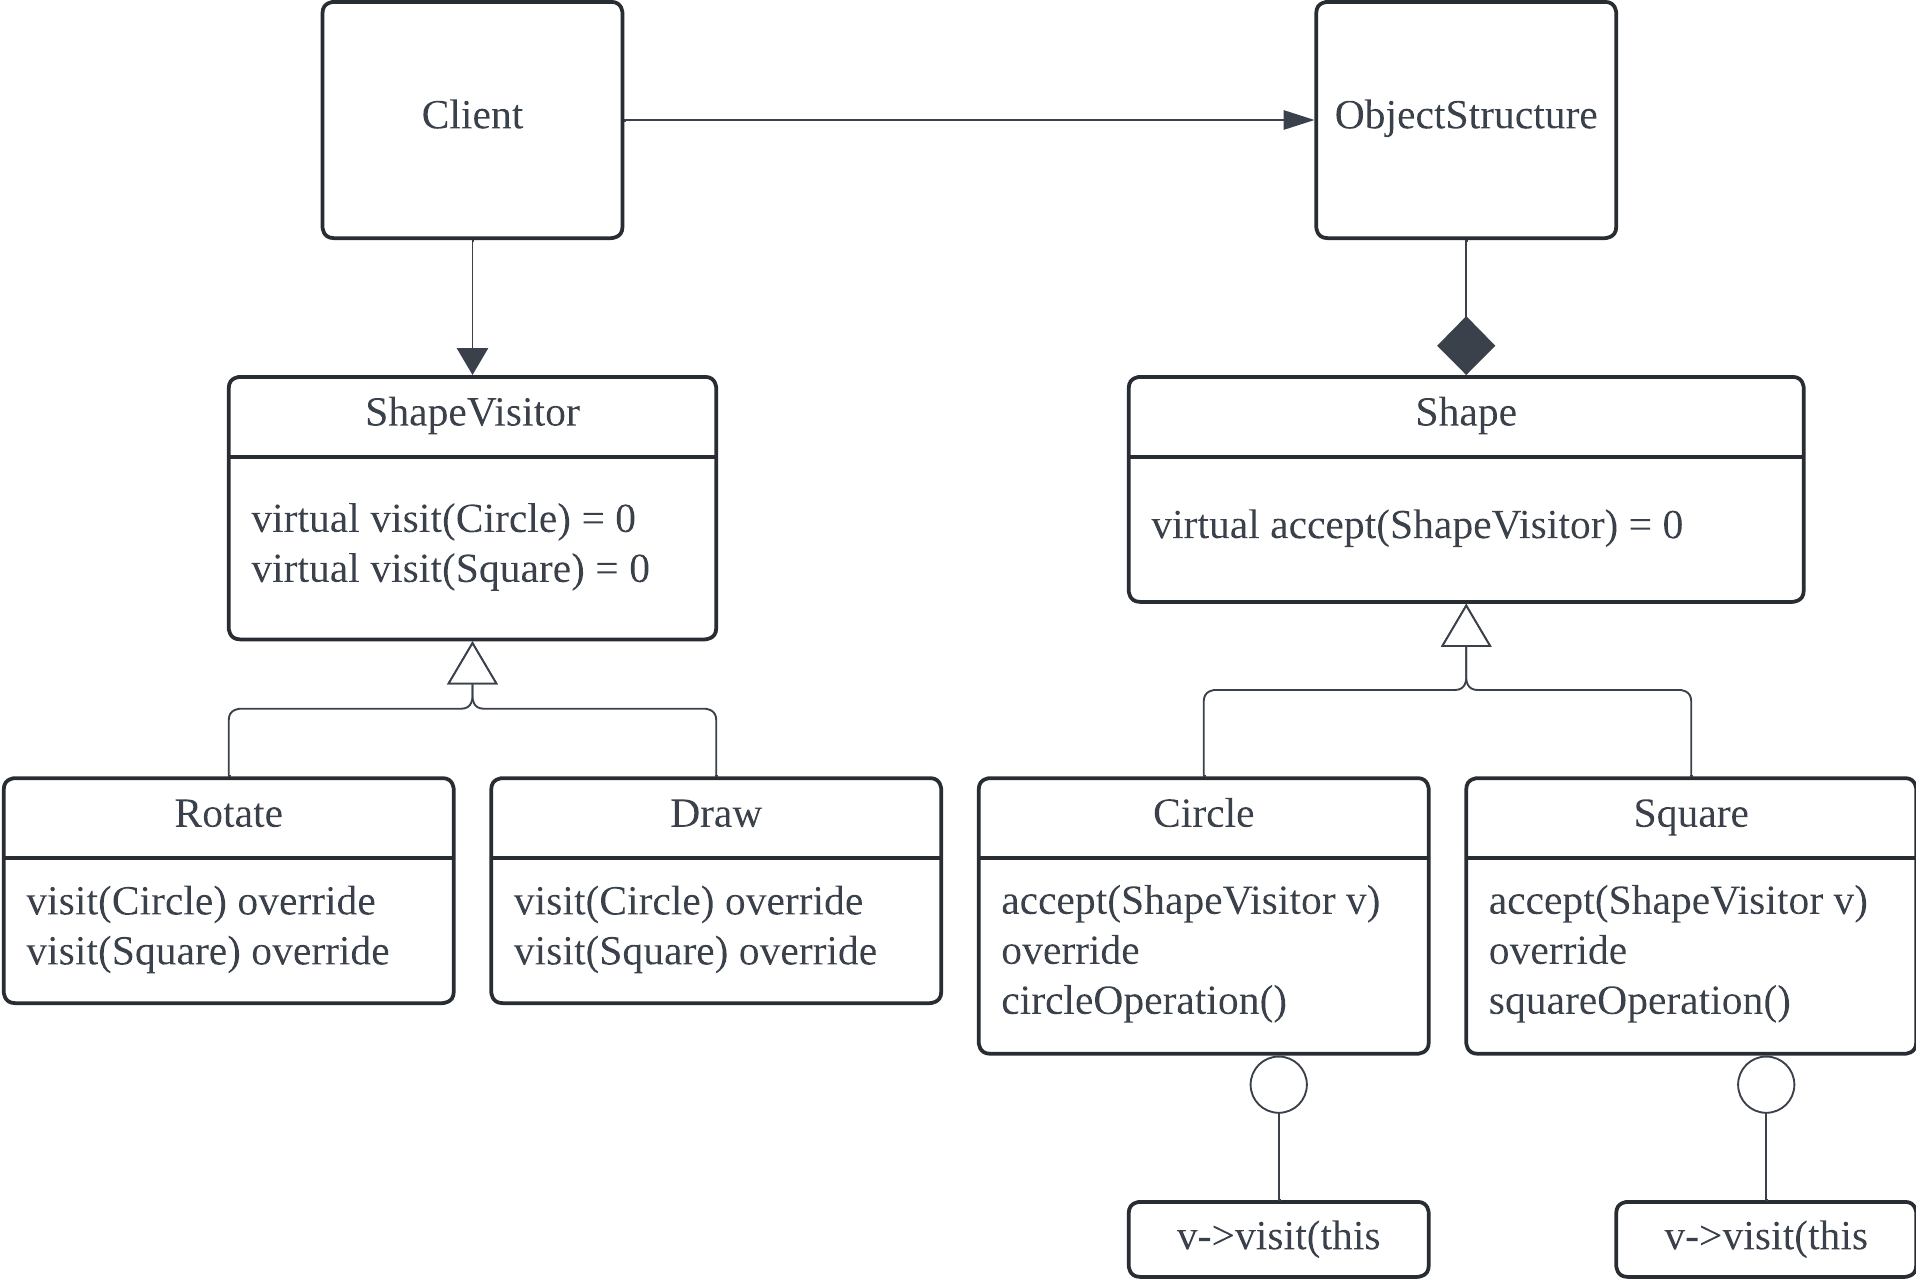 Client
ObjectStructure
ShapeVisitor
virtual visit(Circle) = 0
virtual visit(Square) = 0
Shape
virtual accept(ShapeVisitor) = 0
Rotate
visit(Circle) override
visit(Square) override
Draw
visit(Circle) override
visit(Square) override
Circle
accept(ShapeVisitor v)
override
circleOperation()
Square
accept(ShapeVisitor v)
override
squareOperation()
v->visit(this
v->visit(this